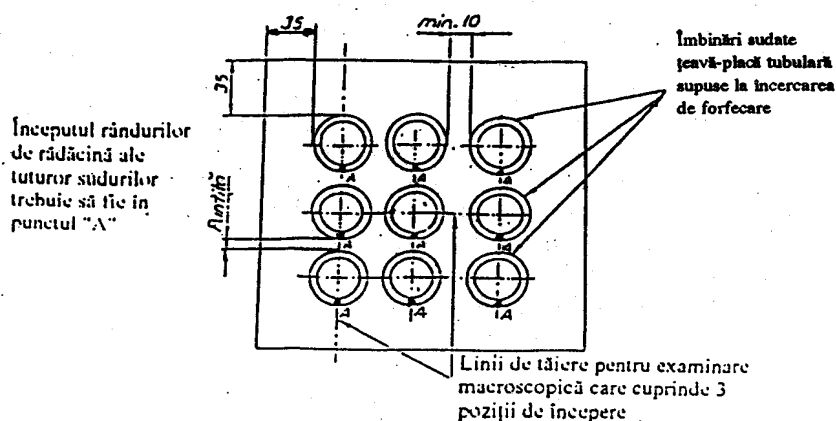 35
min. 10
Îmbinări sudate
țeavă-placă tubulară
supuse la încercarea
de forfecare
35
Începutul rândurilor
de rădăcină ale
tuturor sudurilor
trebuie să fie în
punctul "A"
A
A
A
A
A
A
A
A
A
Linii de tăiere pentru examinare
macroscopică care cuprinde 3
poziții de începere